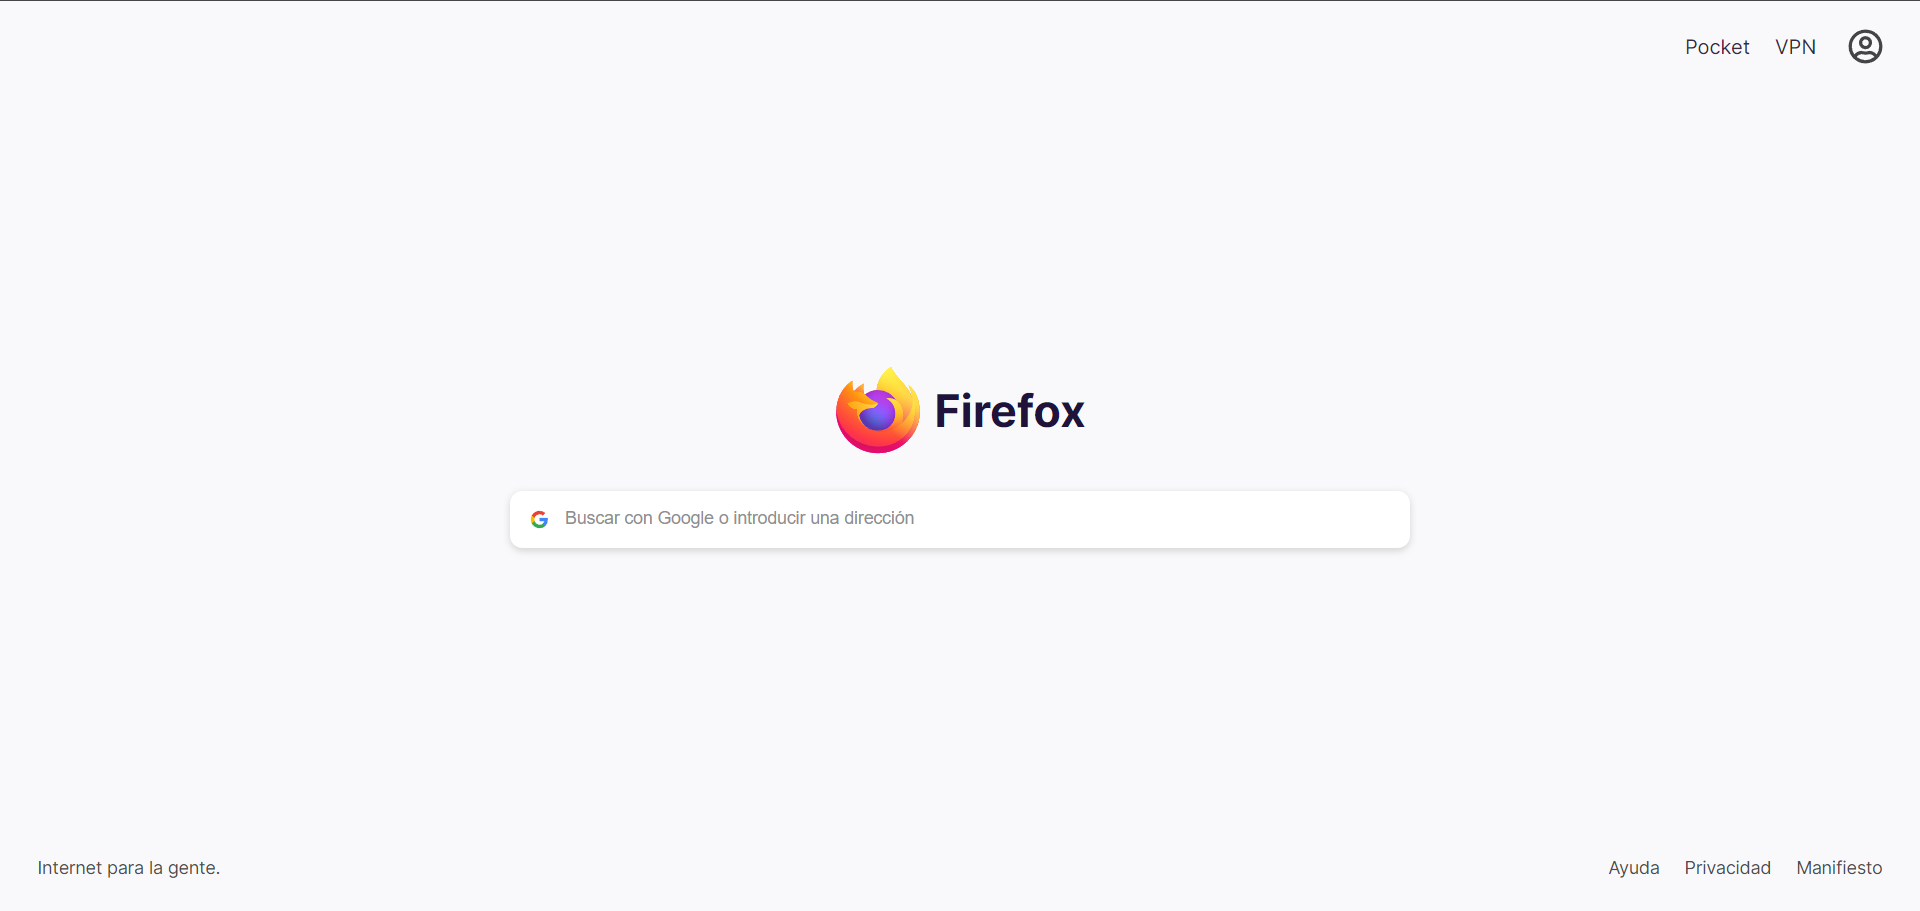 Pocket VPN
Firefox
Buscar con Google o introducir una dirección
Internet para la gente.
Ayuda Privacidad Manifiesto